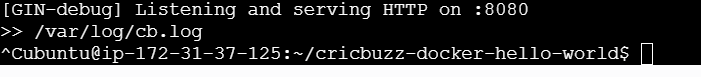 [GIN-debug] Listening and serving HTTP on :8080
>> /var/log/cb.log
^Cubuntu@ip-172-31-37-125:~/cricbuzz-docker-hello-world$